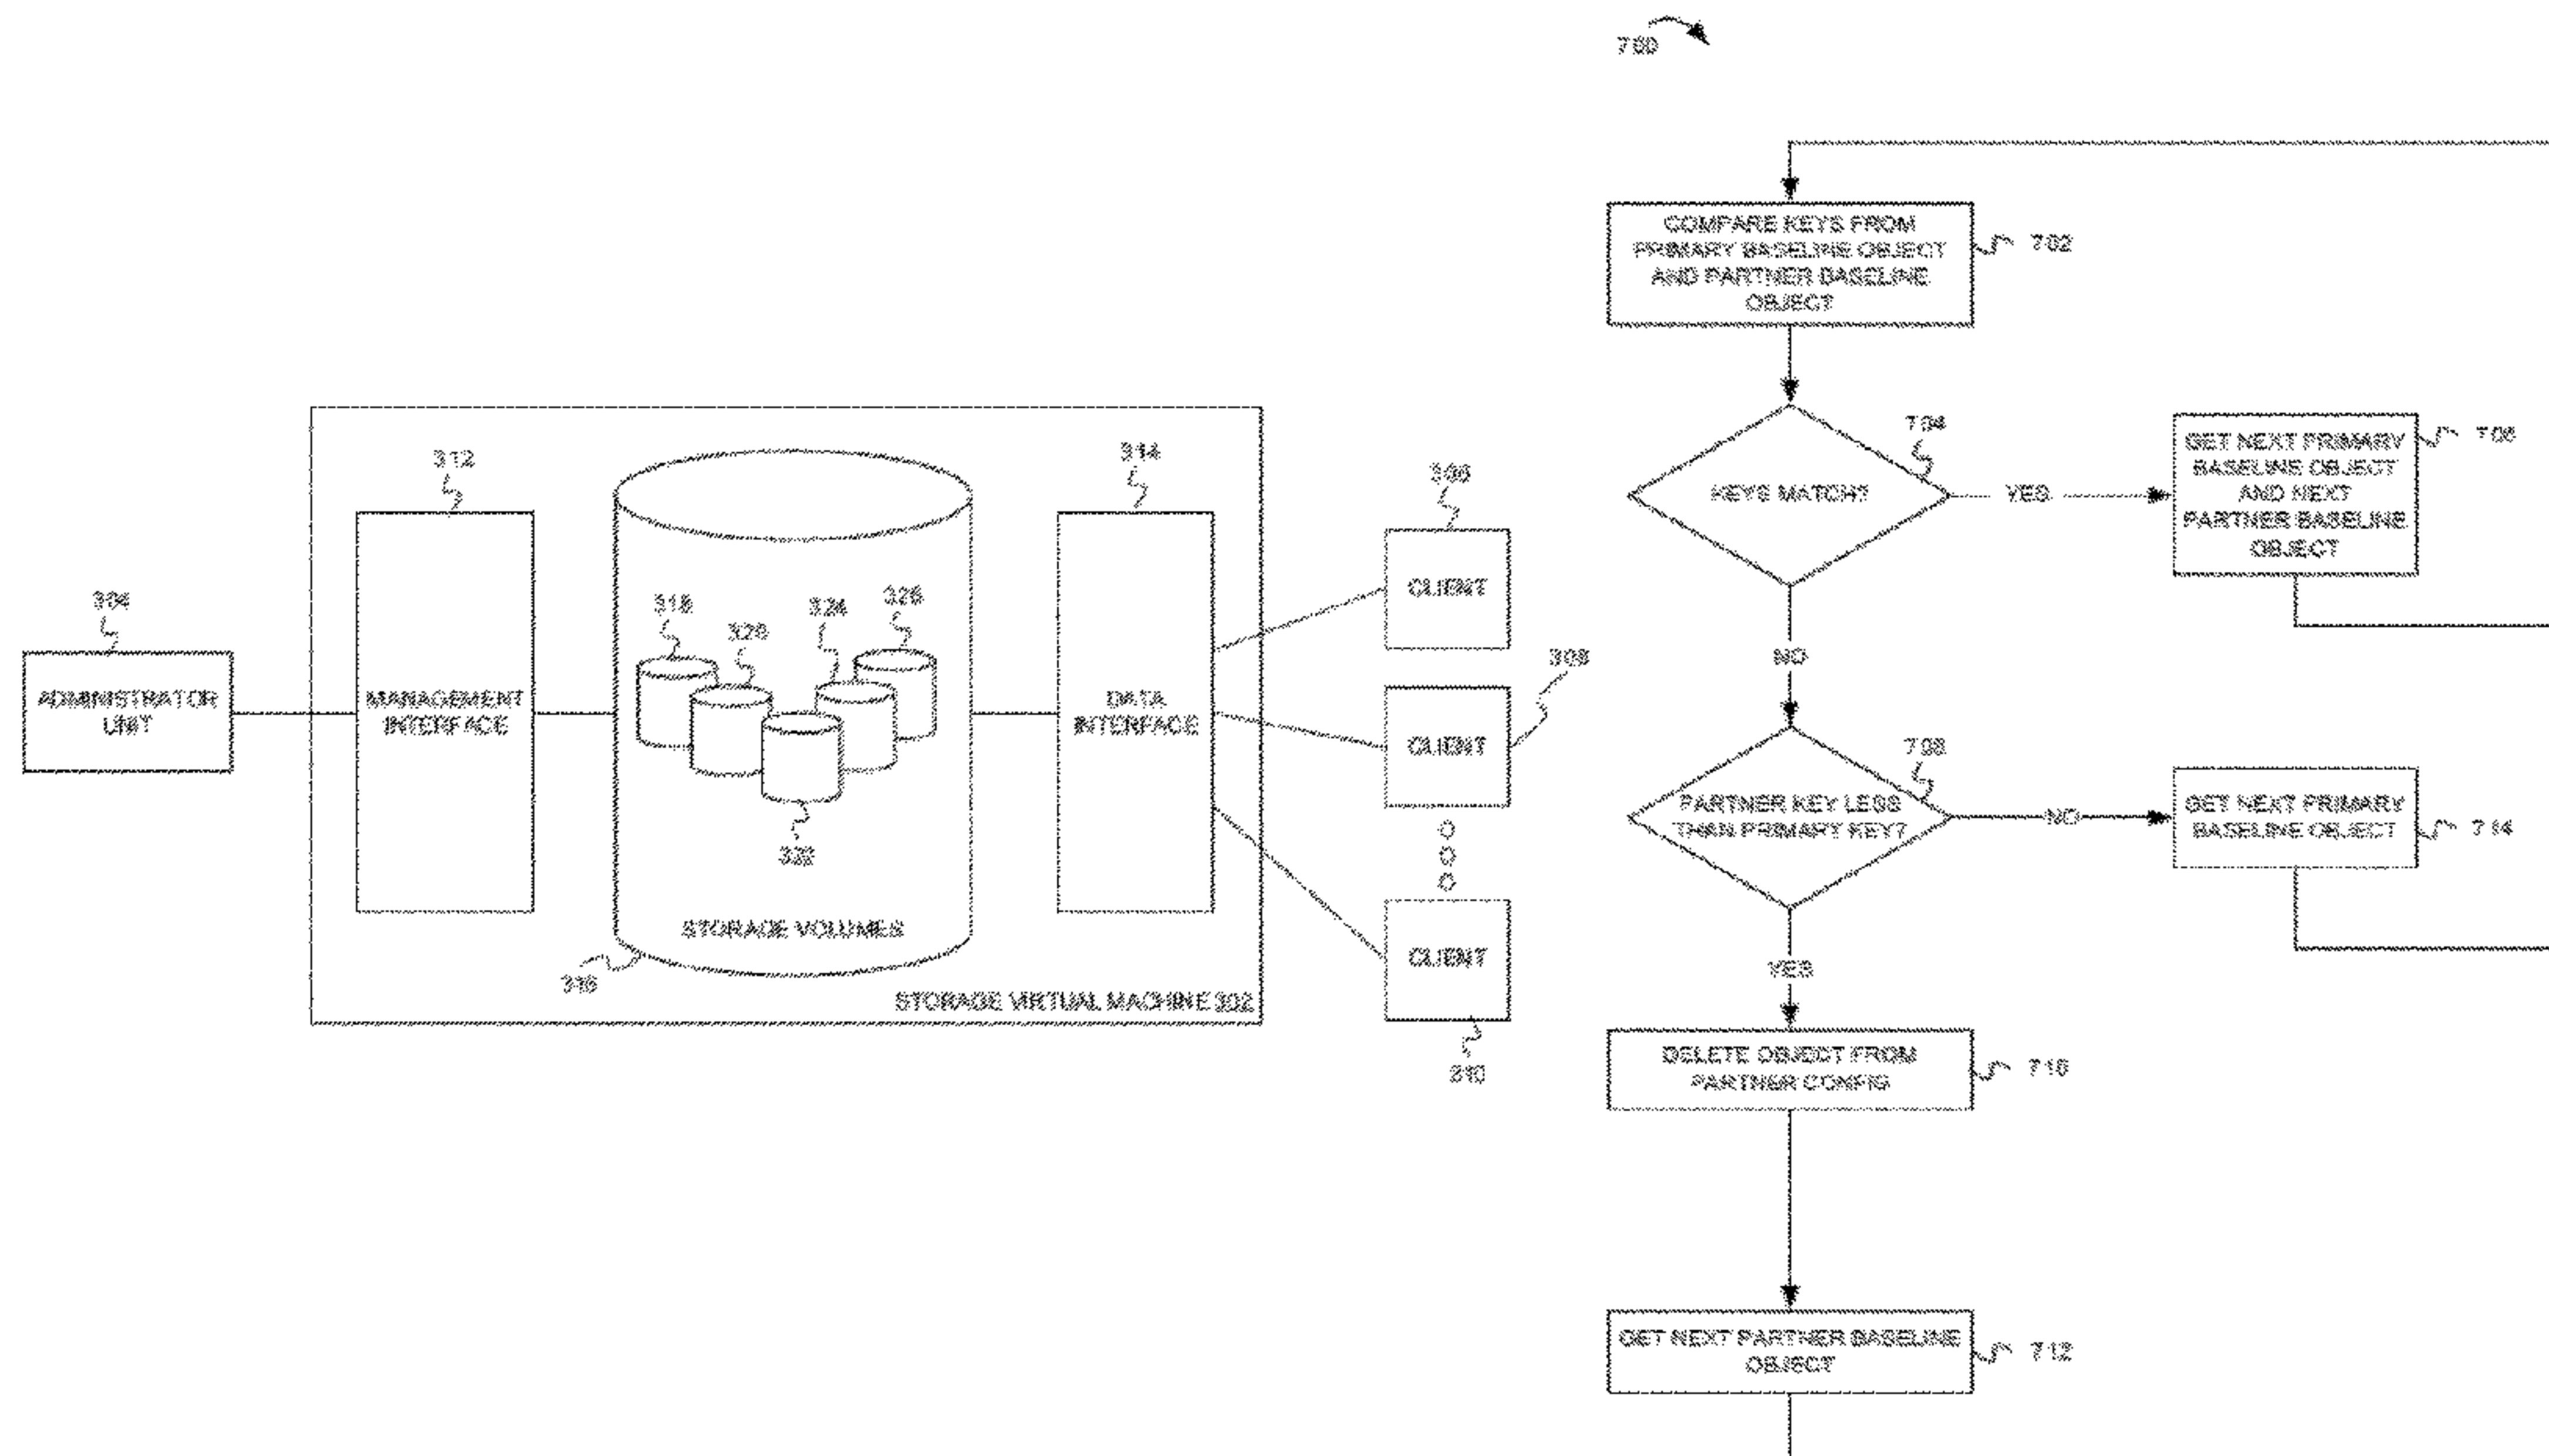 304
ADMINISTRATOR
UNIT
312
MANAGEMENT
INTERFACE
318
320
324
326
322
STORAGE VOLUMES
316
314
DATA
INTERFACE
STORAGE VIRTUAL MACHINE 302
306
CLIENT
308
CLIENT
CLIENT
310
700
COMPARE KEYS FROM
PRIMARY BASELINE OBJECT
AND PARTNER BASELINE
OBJECT
702
704
KEYS MATCH?
YES
GET NEXT PRIMARY
BASELINE OBJECT
AND NEXT
PARTNER BASELINE
OBJECT
706
NO
708
PARTNER KEY LESS
THAN PRIMARY KEY?
NO
GET NEXT PRIMARY
BASELINE OBJECT
714
YES
DELETE OBJECT FROM
PARTNER CONFIG
710
GET NEXT PARTNER BASELINE
OBJECT
712